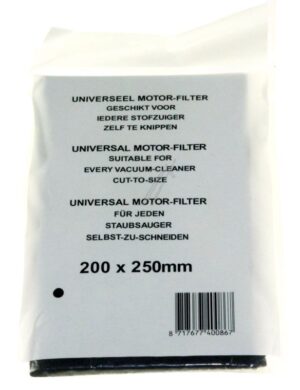 UNIVERSEEL MOTOR-FILTER
GESCHIKT VOOR
IEDERE STOFZUIGER
ZELF TE KNIPPEN
UNIVERSAL MOTOR-FILTER
SUITABLE FOR
EVERY VACUUM-CLEANER
CUT-TO-SIZE
UNIVERSAL MOTOR-FILTER
FÜR JEDEN
STAUBSAUGER
SELBST-ZU-SCHNEIDEN
200 x 250mm
8 717677 400867